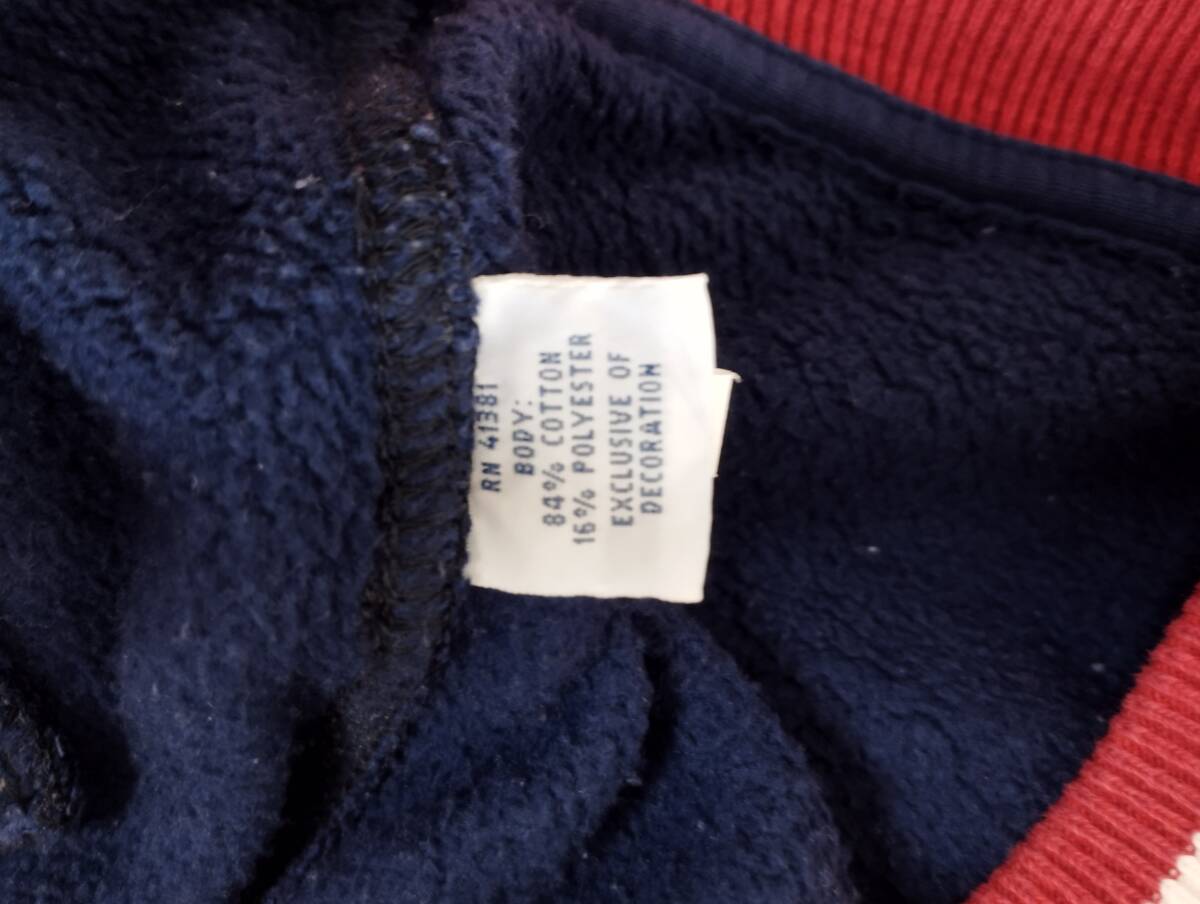 RN 41381
BODY:
84% COTTON
16% POLYESTER
EXCLUSIVE OF
DECORATION